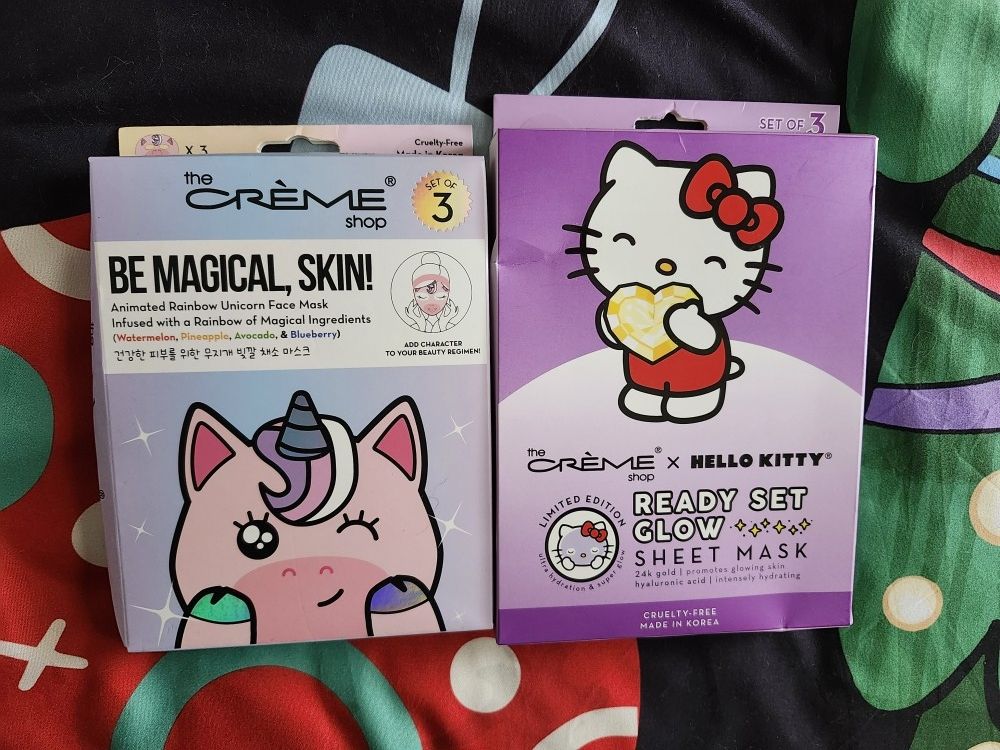 X 3
Cruelty-Free
Made in Korea
the
CRÈME®
shop
SET OF
3
BE MAGICAL, SKIN!
Animated Rainbow Unicorn Face Mask
Infused with a Rainbow of Magical Ingredients
(Watermelon, Pineapple, Avocado, & Blueberry)
건강한 피부를 위한 무지개 빛깔 채소 마스크
ADD CHARACTER
TO YOUR BEAUTY REGIMEN!
SET OF 3
the
CRÈME®
shop
X HELLO KITTY®
LIMITED EDITION
ultra hydration & super glow
READY SET
GLOW
SHEET MASK
24k gold | promotes glowing skin
hyaluronic acid | intensely hydrating
CRUELTY-FREE
MADE IN KOREA